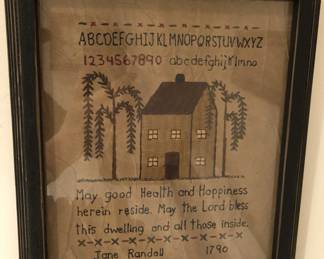 ABCDEFGHIJKLMNOPQRSTUVWXYZ
1234567890 abcdefghijklmno
May good Health and Happiness
herein reside. May the Lord bless
this dwelling and all those inside.
Jane Randall 1790